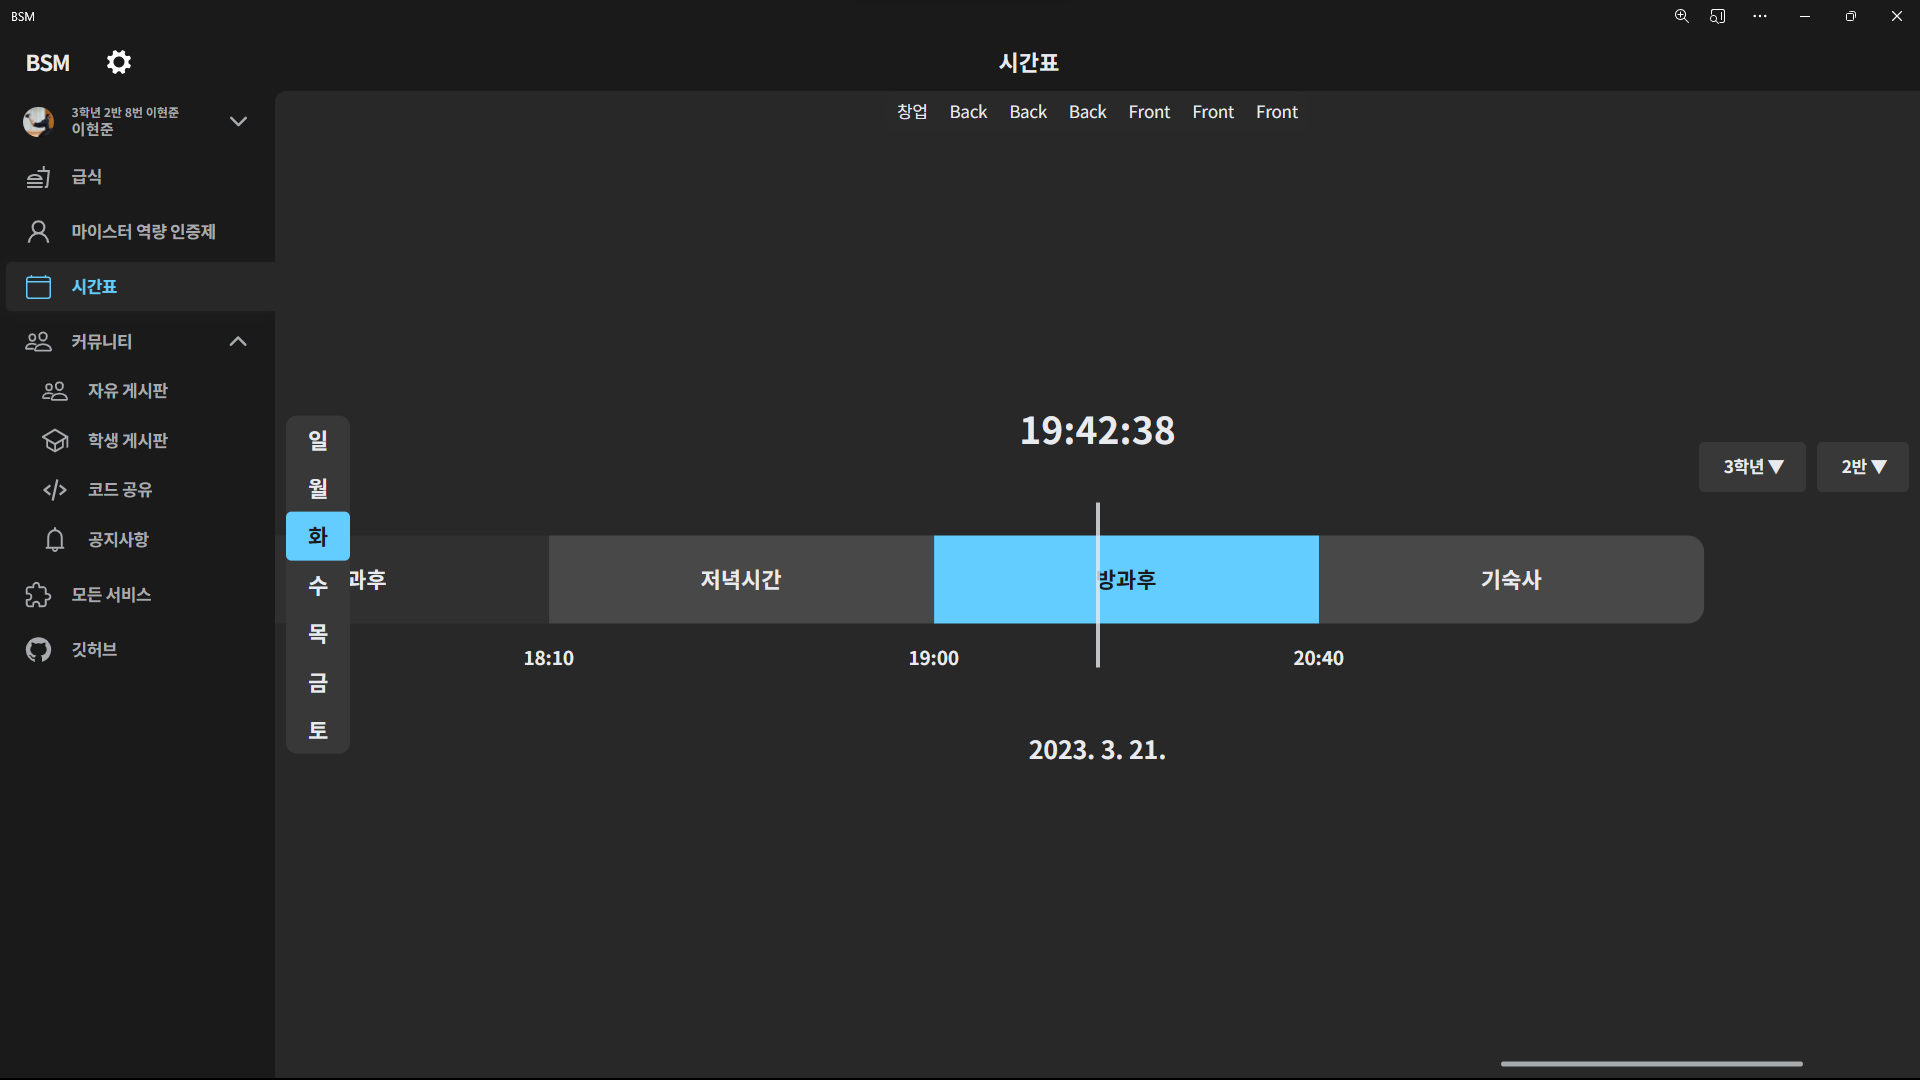 BSM
BSM
시간표
3학년 2반 8번 이현준
이현준
급식
마이스터 역량 인증제
시간표
커뮤니티
자유 게시판
학생 게시판
코드 공유
공지사항
모든 서비스
깃허브
창업 Back Back Back Front Front Front
19:42:38
3학년 ▼ 2반 ▼
일
월
화
수
목
금
토
과후 저녁시간 방과후 기숙사
18:10 19:00 20:40
2023. 3. 21.